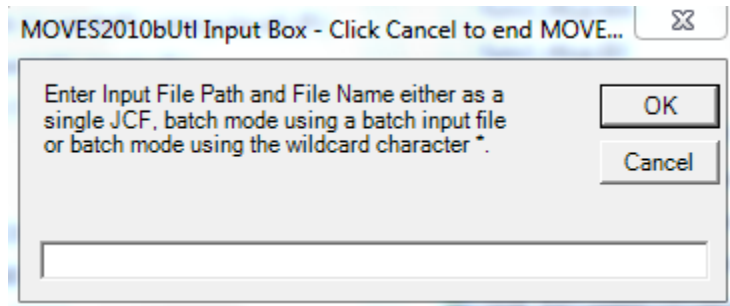 MOVES2010bUtl Input Box - Click Cancel to end MOVE...
Enter Input File Path and File Name either as a
single JCF, batch mode using a batch input file
or batch mode using the wildcard character *.
OK
Cancel